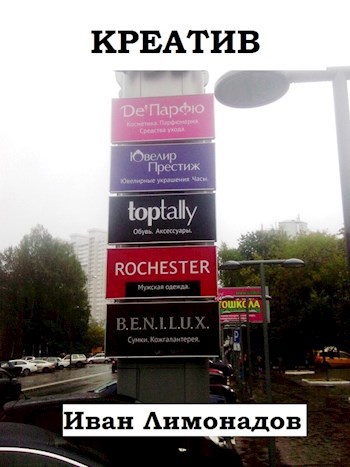 КРЕАТИВ
De'Парфю
Косметика. Парфюмерия.
Средства ухода
Ювелир
Престиж
Ювелирные украшения. Часы.
toptally
Обувь. Аксессуары.
ROCHESTER
Мужская одежда.
B.E.N.I.L.U.X.
Сумки. Кожгалантерея.
Иван Лимонадов